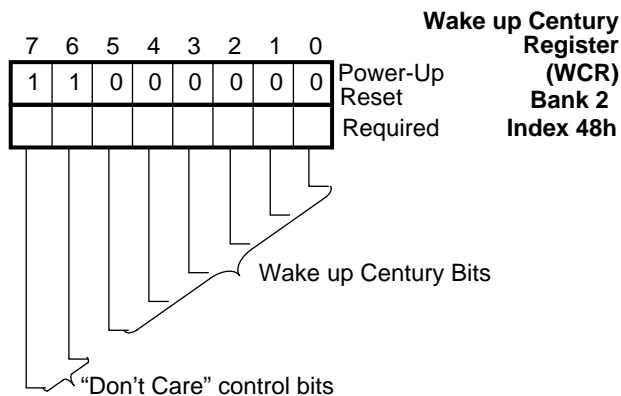 Wake up Century
Register
(WCR)
Bank 2
Index 48h
7 6 5 4 3 2 1 0
1 1 0 0 0 0 0 0
Power-Up
Reset
Required
Wake up Century Bits
“Don’t Care” control bits